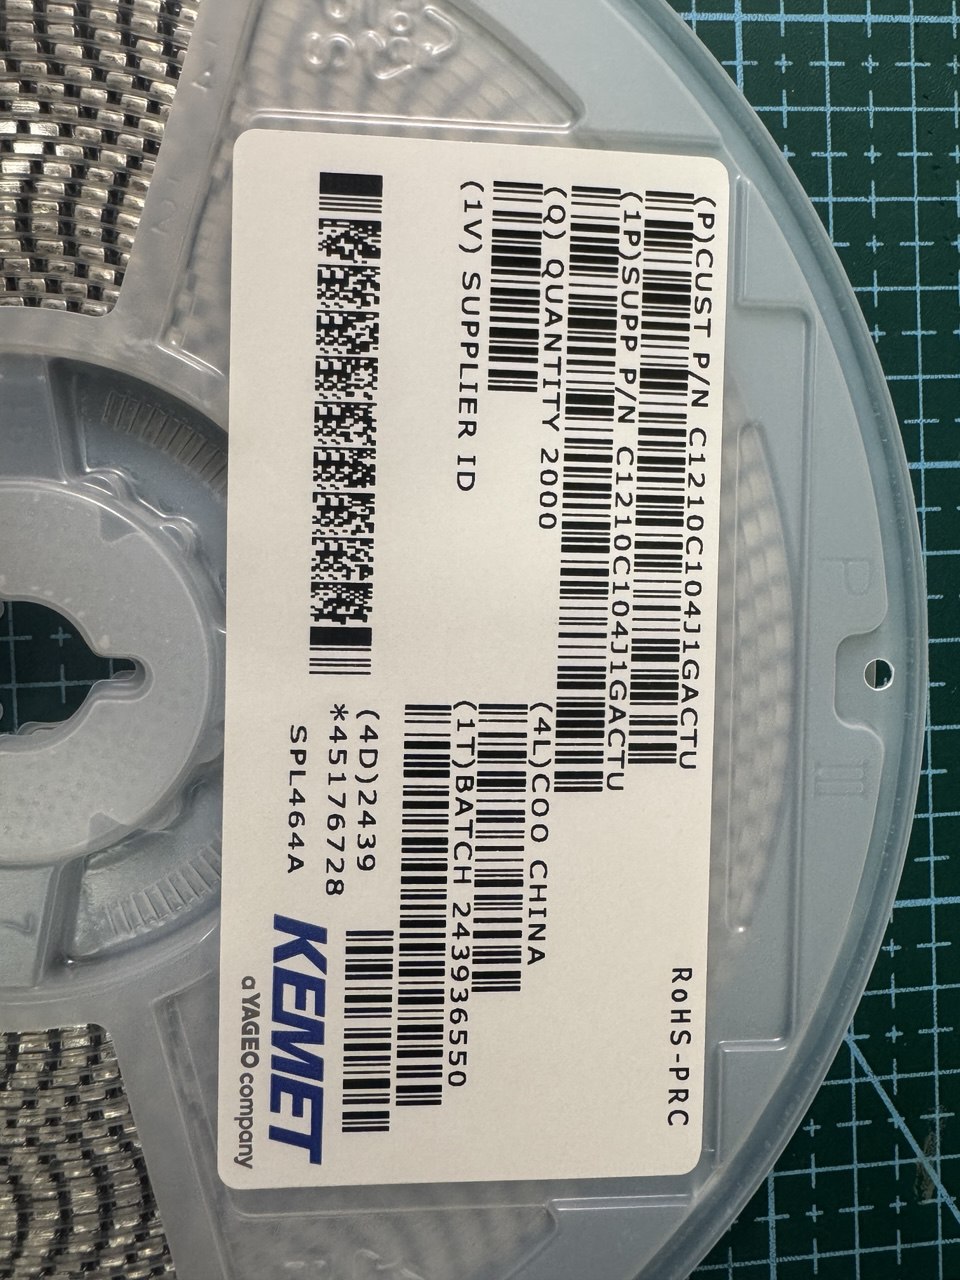 RoHS-PRC
(P)CUST P/N C1210C104J1GACTU
(1P)SUPP P/N C1210C104J1GACTU
(Q) QUANTITY 2000
(4L)COO CHINA
(1V) SUPPLIER ID
(1T)BATCH 2439936550
(4D)2439
*45176728
SPL464A
KEMET
a YAGEO company